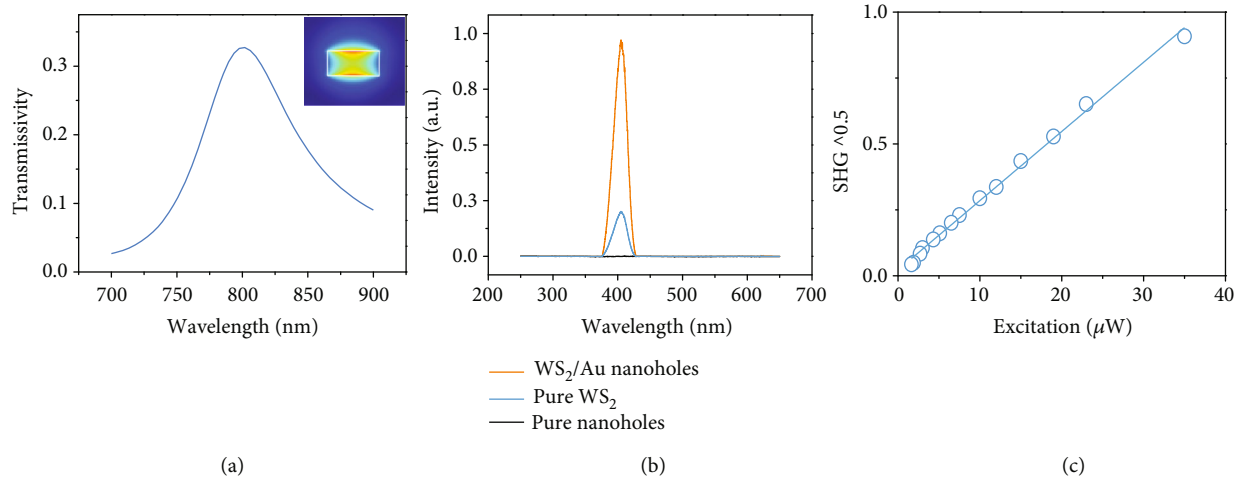 0.3
0.2
0.1
0.0
Transmissivity
700 750 800 850 900
Wavelength (nm)
(a)
1.0
0.8
0.5
0.3
0.0
Intensity (a.u.)
200 300 400 500 600 700
Wavelength (nm)
WS₂/Au nanoholes
Pure WS₂
Pure nanoholes
(b)
1.0
0.5
0.0
SHG ^0.5
0 10 20 30 40
Excitation (μW)
(c)